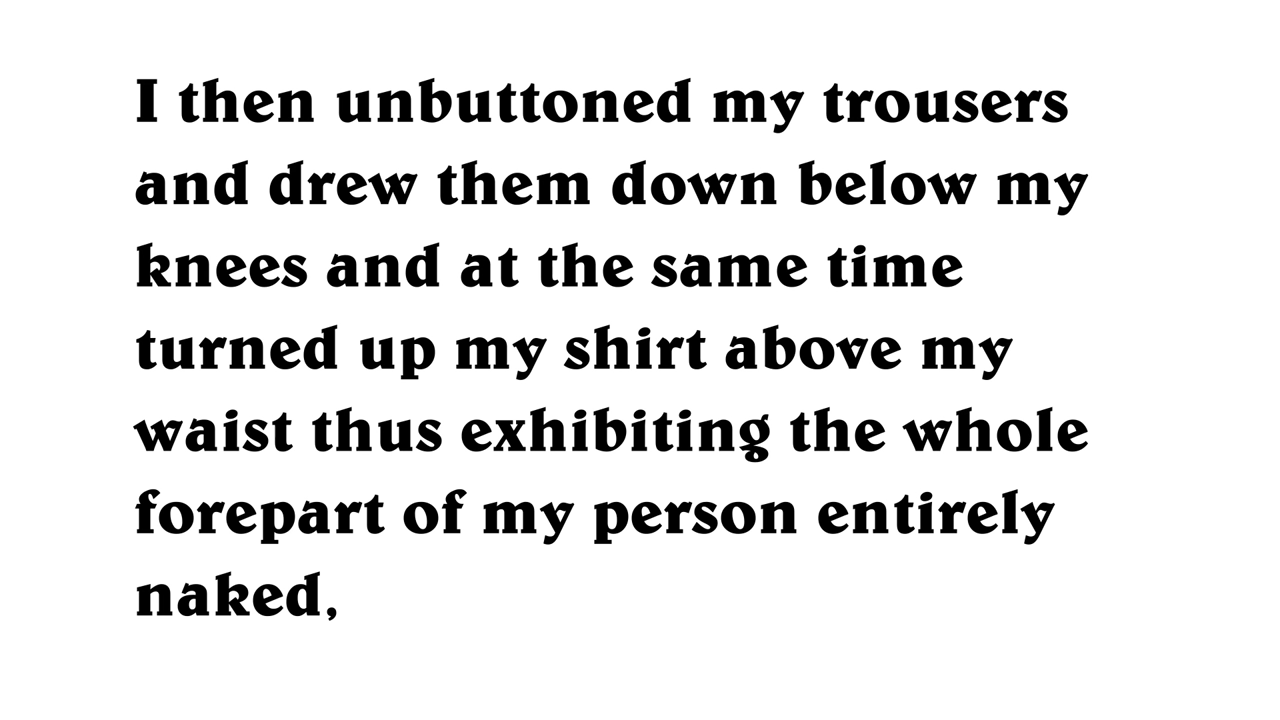 I then unbuttoned my trousers
and drew them down below my
knees and at the same time
turned up my shirt above my
waist thus exhibiting the whole
forepart of my person entirely
naked,